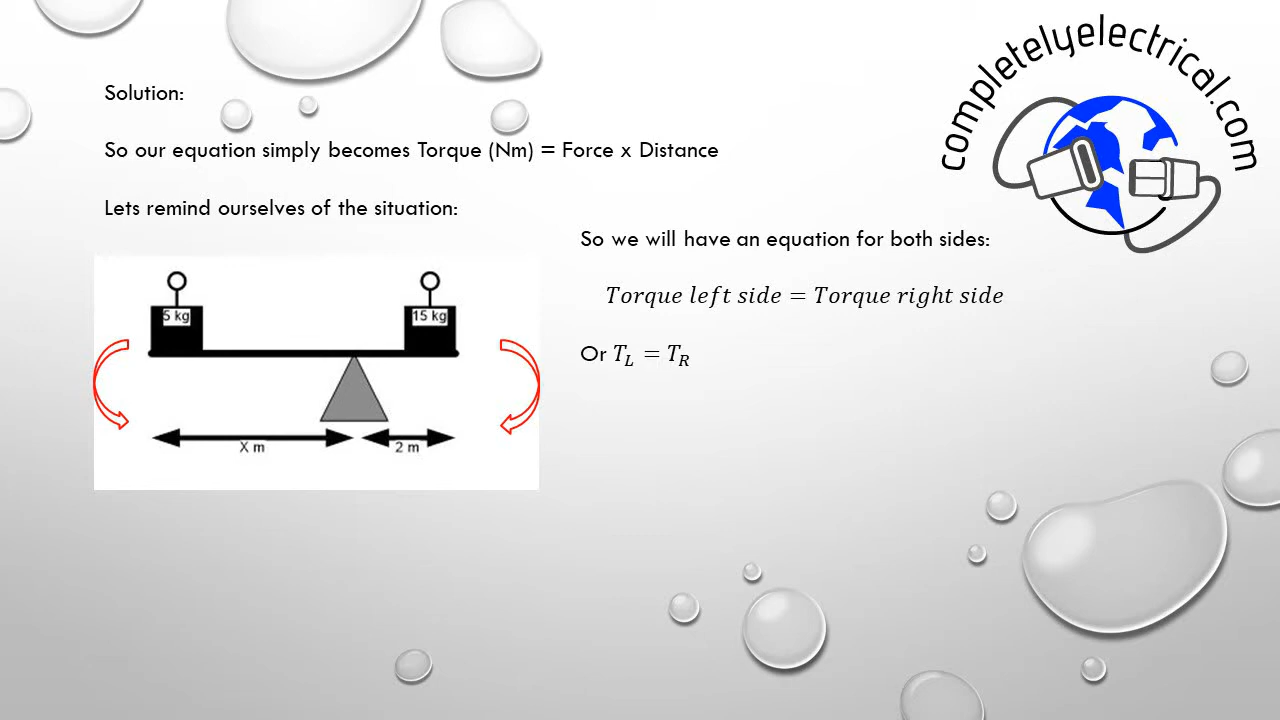 completelyelectrical.com
Solution:
So our equation simply becomes Torque (Nm) = Force x Distance
Lets remind ourselves of the situation:
5 kg
15 kg
X m
2 m
So we will have an equation for both sides:
Torque left side = Torque right side
Or T_L = T_R